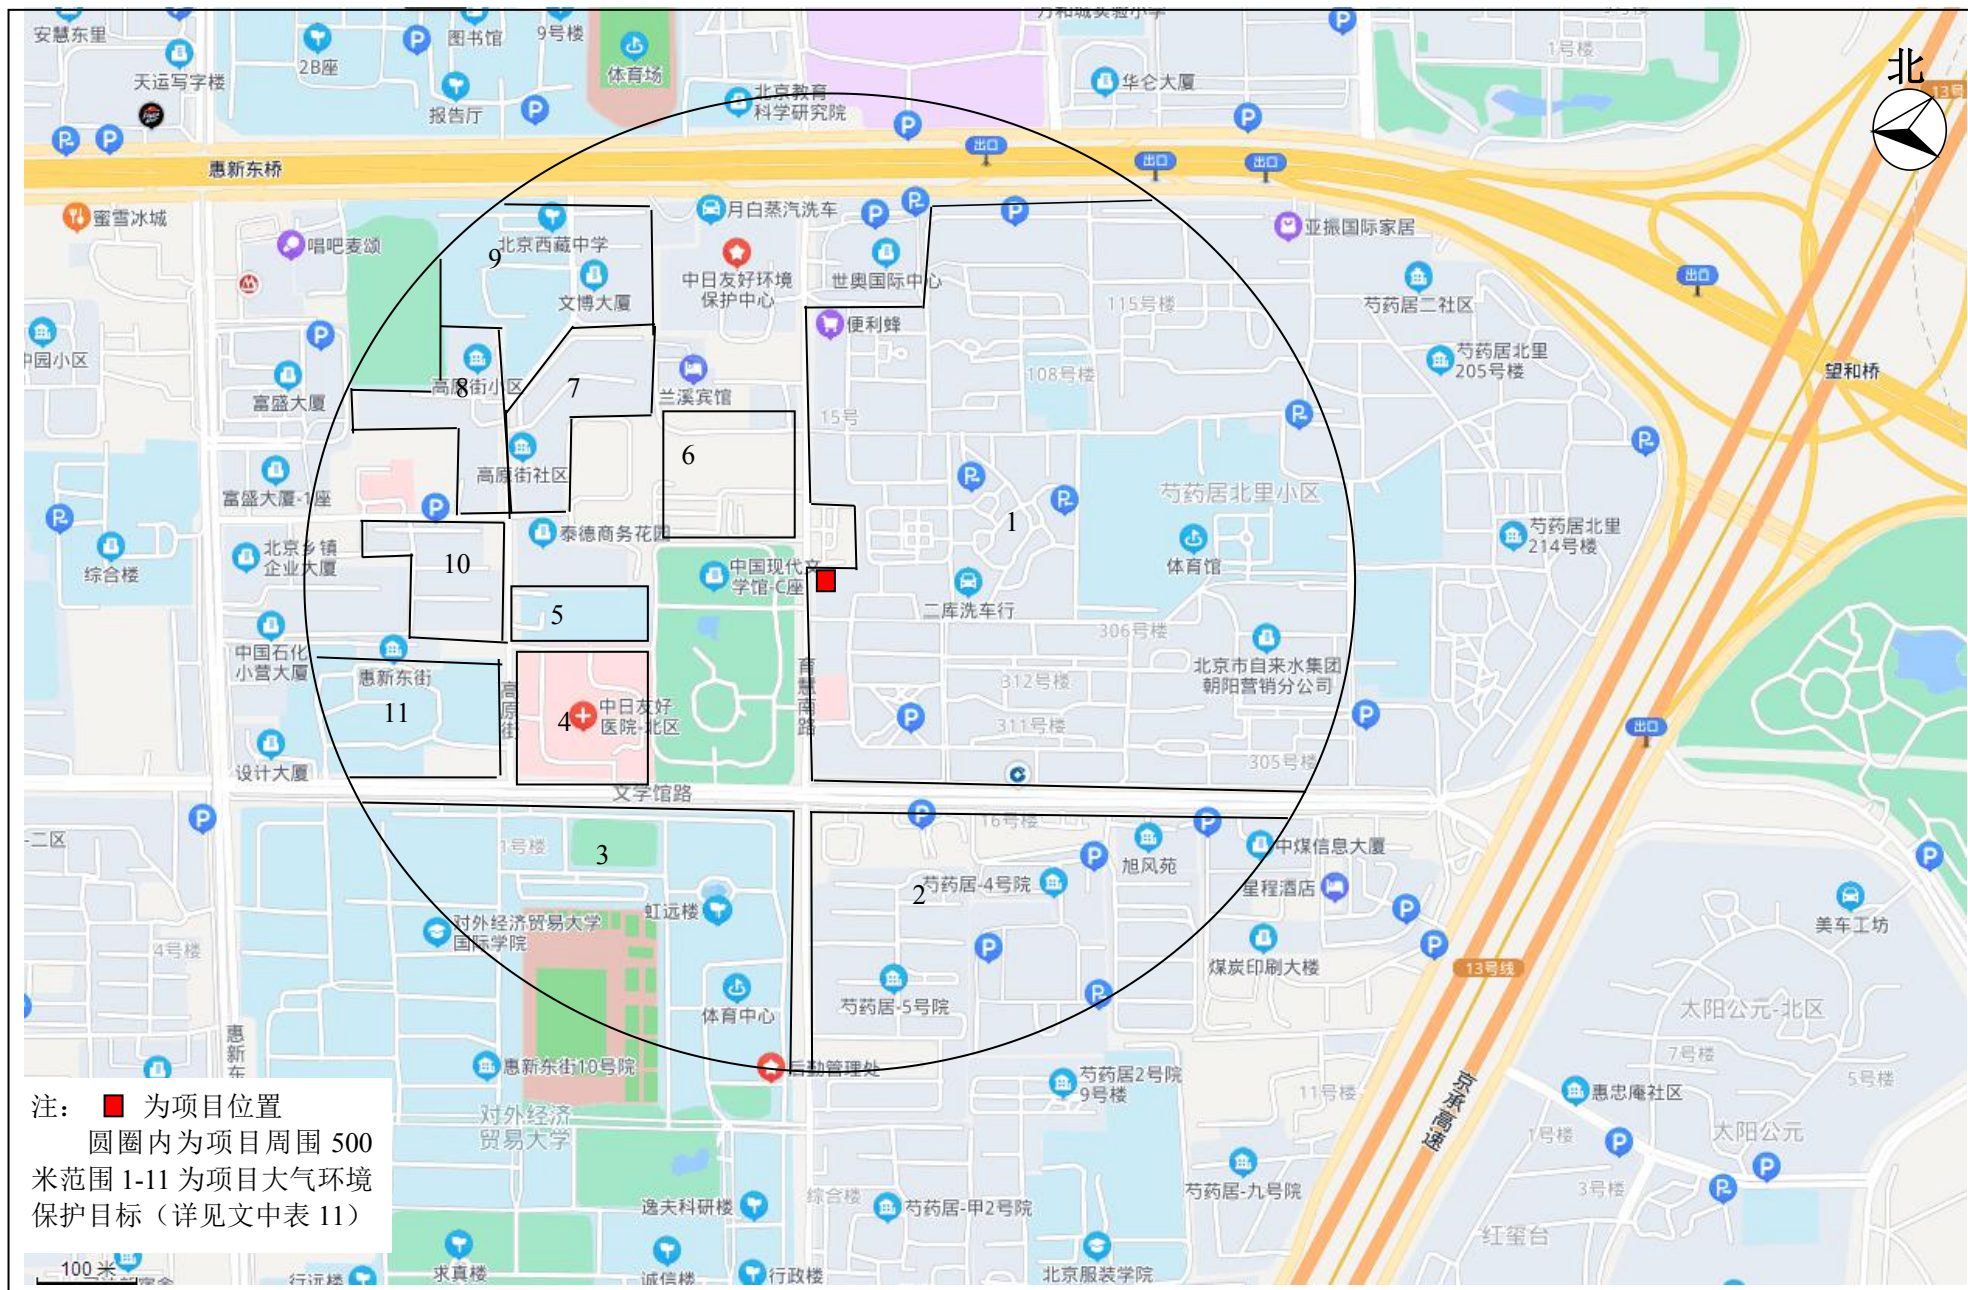 安慧东里
天运写字楼
2B座
图书馆
9号楼
报告厅
体育场
北京教育
科学研究院
华仑大厦
1号楼
北
13号
惠新东桥
出口
出口
出口
蜜雪冰城
唱吧麦颂
北京西藏中学
9
文博大厦
月白蒸汽洗车
中日友好环境
保护中心
世奥国际中心
便利蜂
亚振国际家居
115号楼
芍药居二社区
出口
芍药居北里
205号楼
望和桥
中园小区
富盛大厦
高原街小区
8
7
兰溪宾馆
108号楼
15号
6
高原街社区
富盛大厦-1座
芍药居北里小区
1
泰德商务花园
综合楼
北京乡镇
企业大厦
10
中国现代文
学馆-C座
体育馆
芍药居北里
214号楼
二库洗车行
5
306号楼
中国石化
小营大厦
惠新东街
北京市自来水集团
朝阳营销分公司
312号楼
高原街
育慧南路
11
4
中日友好
医院-北区
311号楼
出口
设计大厦
305号楼
文学馆路
二区
1号楼
3
16号楼
旭风苑
中煤信息大厦
2
芍药居-4号院
星程酒店
虹远楼
对外经济贸易大学
国际学院
4号楼
美车工坊
煤炭印刷大楼
13号线
芍药居-5号院
体育中心
太阳公元-北区
惠新东
惠新东街10号院
后勤管理处
7号楼
5号楼
芍药居2号院
9号楼
11号楼
惠忠庵社区
京承高速
对外经济
贸易大学
1号楼
太阳公元
注： 为项目位置
圆圈内为项目周围 500
米范围 1-11 为项目大气环境
保护目标（详见文中表 11）
芍药居-九号院
3号楼
综合楼
逸夫科研楼
芍药居-甲2号院
红玺台
100 米
行远楼
求真楼
诚信楼
行政楼
北京服装学院